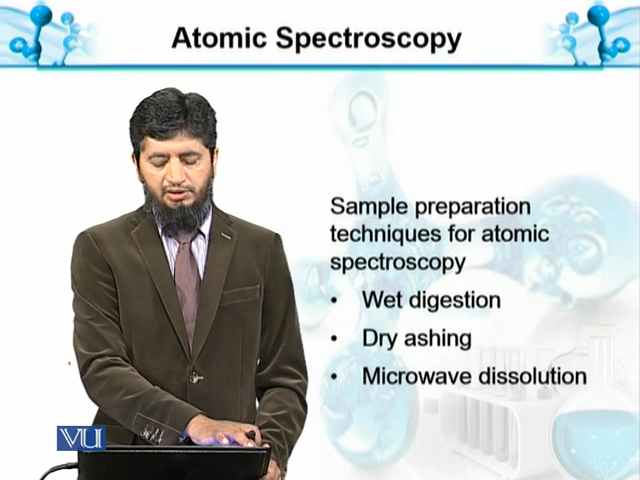 Atomic Spectroscopy
Sample preparation
techniques for atomic
spectroscopy
• Wet digestion
• Dry ashing
• Microwave dissolution
VU